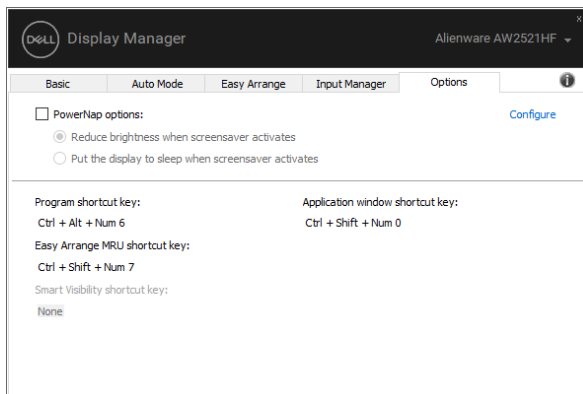 DELL Display Manager
Alienware AW2521HF
x
Basic
Auto Mode
Easy Arrange
Input Manager
Options
i
PowerNap options:
Configure
Reduce brightness when screensaver activates
Put the display to sleep when screensaver activates
Program shortcut key:
Application window shortcut key:
Ctrl + Alt + Num 6
Ctrl + Shift + Num 0
Easy Arrange MRU shortcut key:
Ctrl + Shift + Num 7
Smart Visibility shortcut key:
None